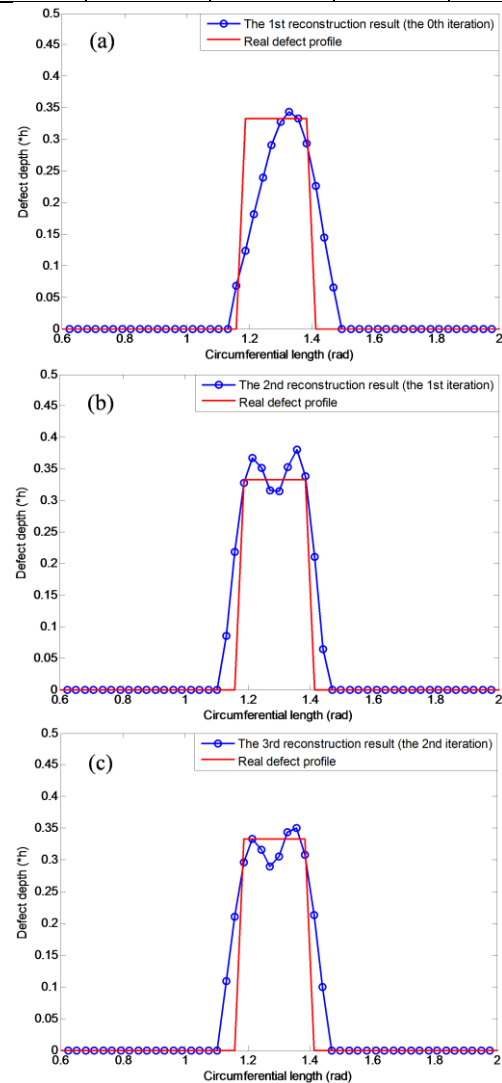 0.5
0.45
0.4
0.35
0.3
0.25
0.2
0.15
0.1
0.05
0
Defect depth (*h)
(a)
The 1st reconstruction result (the 0th iteration)
Real defect profile
0.6 0.8 1 1.2 1.4 1.6 1.8 2
Circumferential length (rad)
0.5
0.45
0.4
0.35
0.3
0.25
0.2
0.15
0.1
0.05
0
Defect depth (*h)
(b)
The 2nd reconstruction result (the 1st iteration)
Real defect profile
0.6 0.8 1 1.2 1.4 1.6 1.8 2
Circumferential length (rad)
0.5
0.45
0.4
0.35
0.3
0.25
0.2
0.15
0.1
0.05
0
Defect depth (*h)
(c)
The 3rd reconstruction result (the 2nd iteration)
Real defect profile
0.6 0.8 1 1.2 1.4 1.6 1.8 2
Circumferential length (rad)